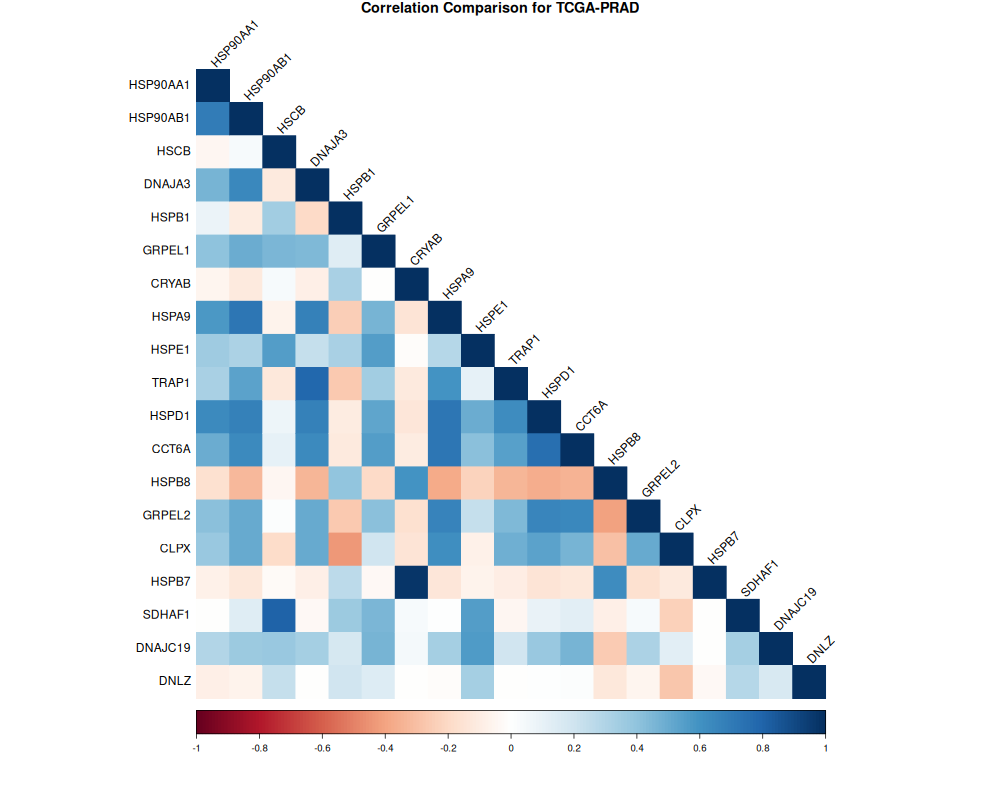 Correlation Comparison for TCGA-PRAD
HSP90AA1
HSP90AB1
HSCB
DNAJA3
HSPB1
GRPEL1
CRYAB
HSPA9
HSPE1
TRAP1
HSPD1
CCT6A
HSPB8
GRPEL2
CLPX
HSPB7
SDHAF1
DNAJC19
DNLZ
HSP90AA1
HSP90AB1
HSCB
DNAJA3
HSPB1
GRPEL1
CRYAB
HSPA9
HSPE1
TRAP1
HSPD1
CCT6A
HSPB8
GRPEL2
CLPX
HSPB7
SDHAF1
DNAJC19
DNLZ
-1 -0.8 -0.6 -0.4 -0.2 0 0.2 0.4 0.6 0.8 1